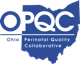 OPQC
Ohio Perinatal Quality
Collaborative